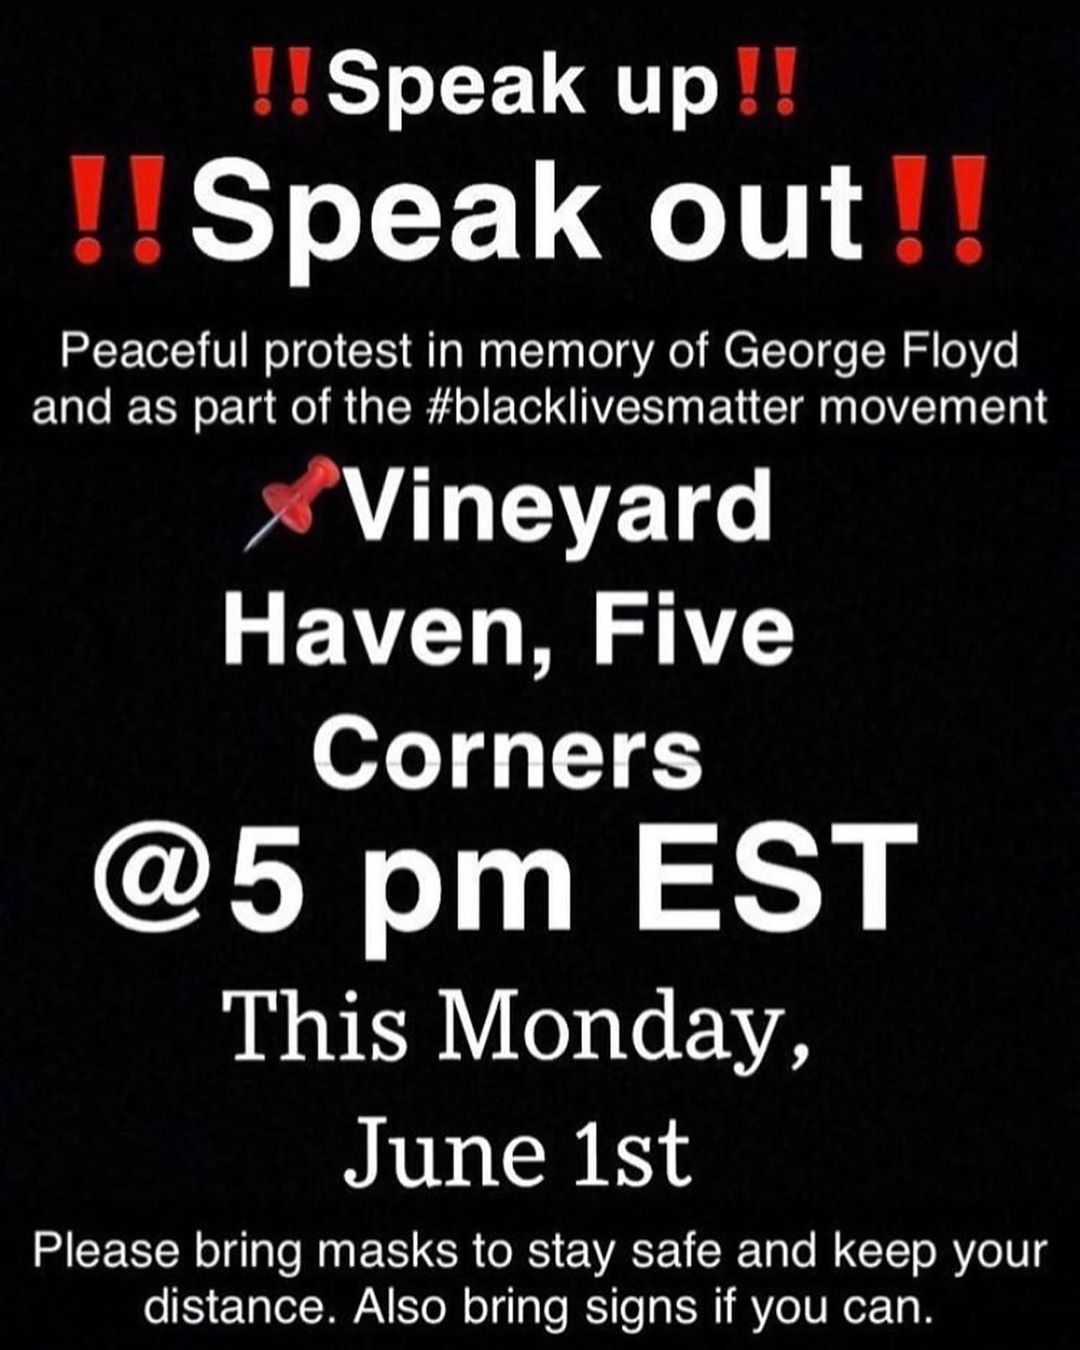 ‼️Speak up‼️
‼️Speak out‼️
Peaceful protest in memory of George Floyd
and as part of the #blacklivesmatter movement
📌Vineyard
Haven, Five
Corners
@5 pm EST
This Monday,
June 1st
Please bring masks to stay safe and keep your
distance. Also bring signs if you can.